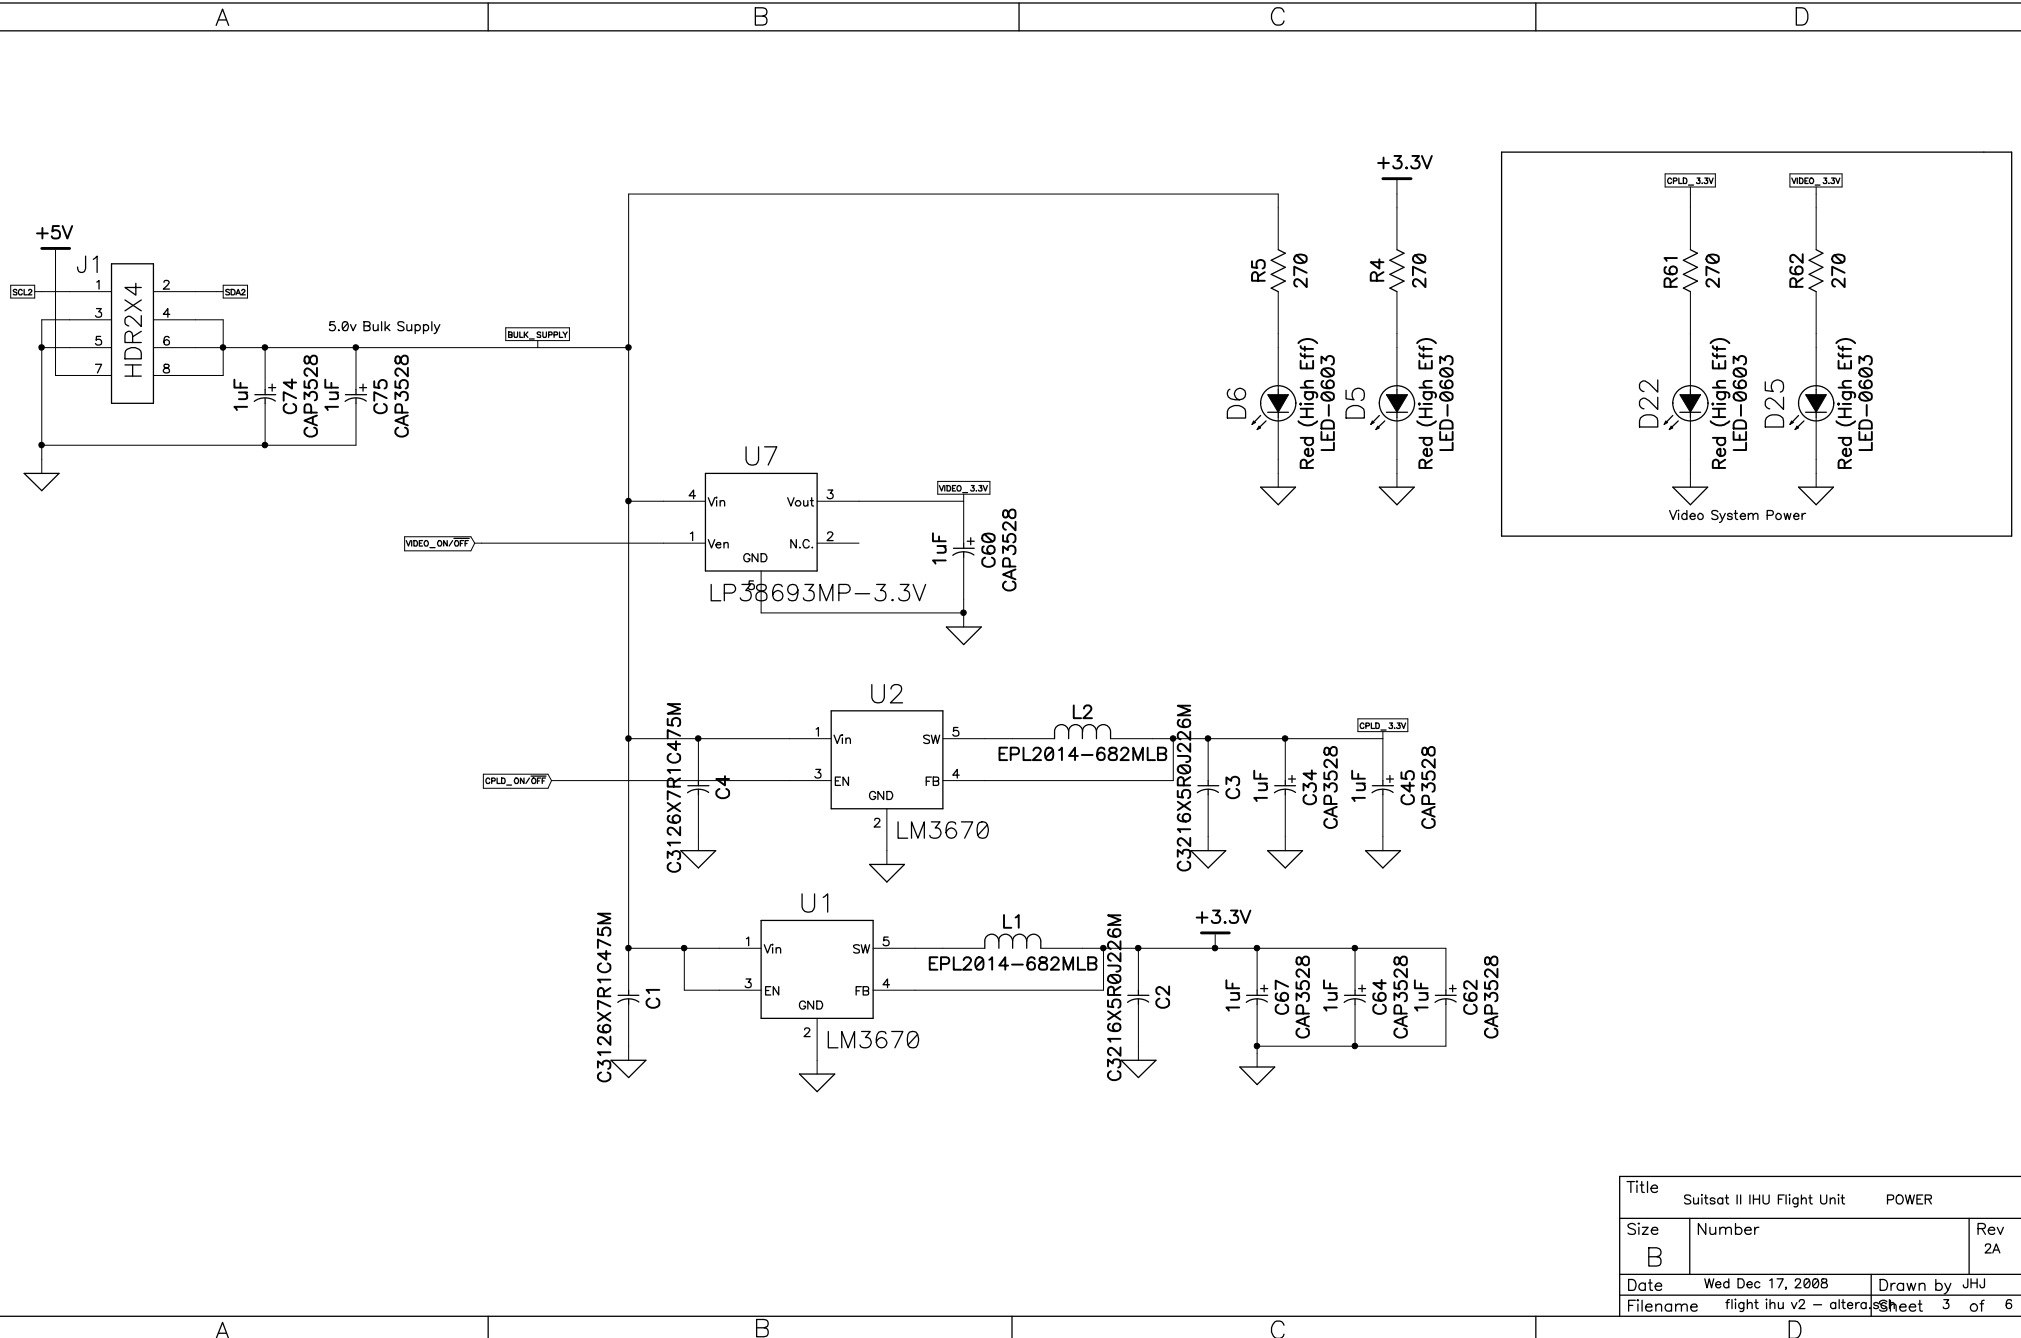 A B C D
+5V
J1
HDR2X4
SCL2
SDA2
1 2
3 4
5 6
7 8
5.0v Bulk Supply
BULK_SUPPLY
1uF
C74
CAP3528
1uF
C75
CAP3528
+3.3V
R5
270
R4
270
D6
Red (High Eff)
LED-0603
D5
Red (High Eff)
LED-0603
CPLD_3.3V
VIDEO_3.3V
R61
270
R62
270
D22
Red (High Eff)
LED-0603
D25
Red (High Eff)
LED-0603
Video System Power
U7
4 Vin Vout 3
1 Ven N.C. 2
GND
5
LP38693MP-3.3V
VIDEO_ON/OFF
VIDEO_3.3V
1uF
C60
CAP3528
U2
1 Vin SW 5
3 EN FB 4
GND
2
LM3670
CPLD_ON/OFF
C3126X7R1C475M
C4
L2
EPL2014-682MLB
C3216X5R0J226M
C3
1uF
C34
CAP3528
1uF
C45
CAP3528
CPLD_3.3V
U1
1 Vin SW 5
3 EN FB 4
GND
2
LM3670
C3126X7R1C475M
C1
L1
EPL2014-682MLB
C3216X5R0J226M
C2
+3.3V
1uF
C67
CAP3528
1uF
C64
CAP3528
1uF
C62
CAP3528
Title
Suitsat II IHU Flight Unit POWER
Size Number Rev
B 2A
Date Wed Dec 17, 2008 Drawn by JHJ
Filename flight ihu v2 - altera.sch Sheet 3 of 6
A B C D